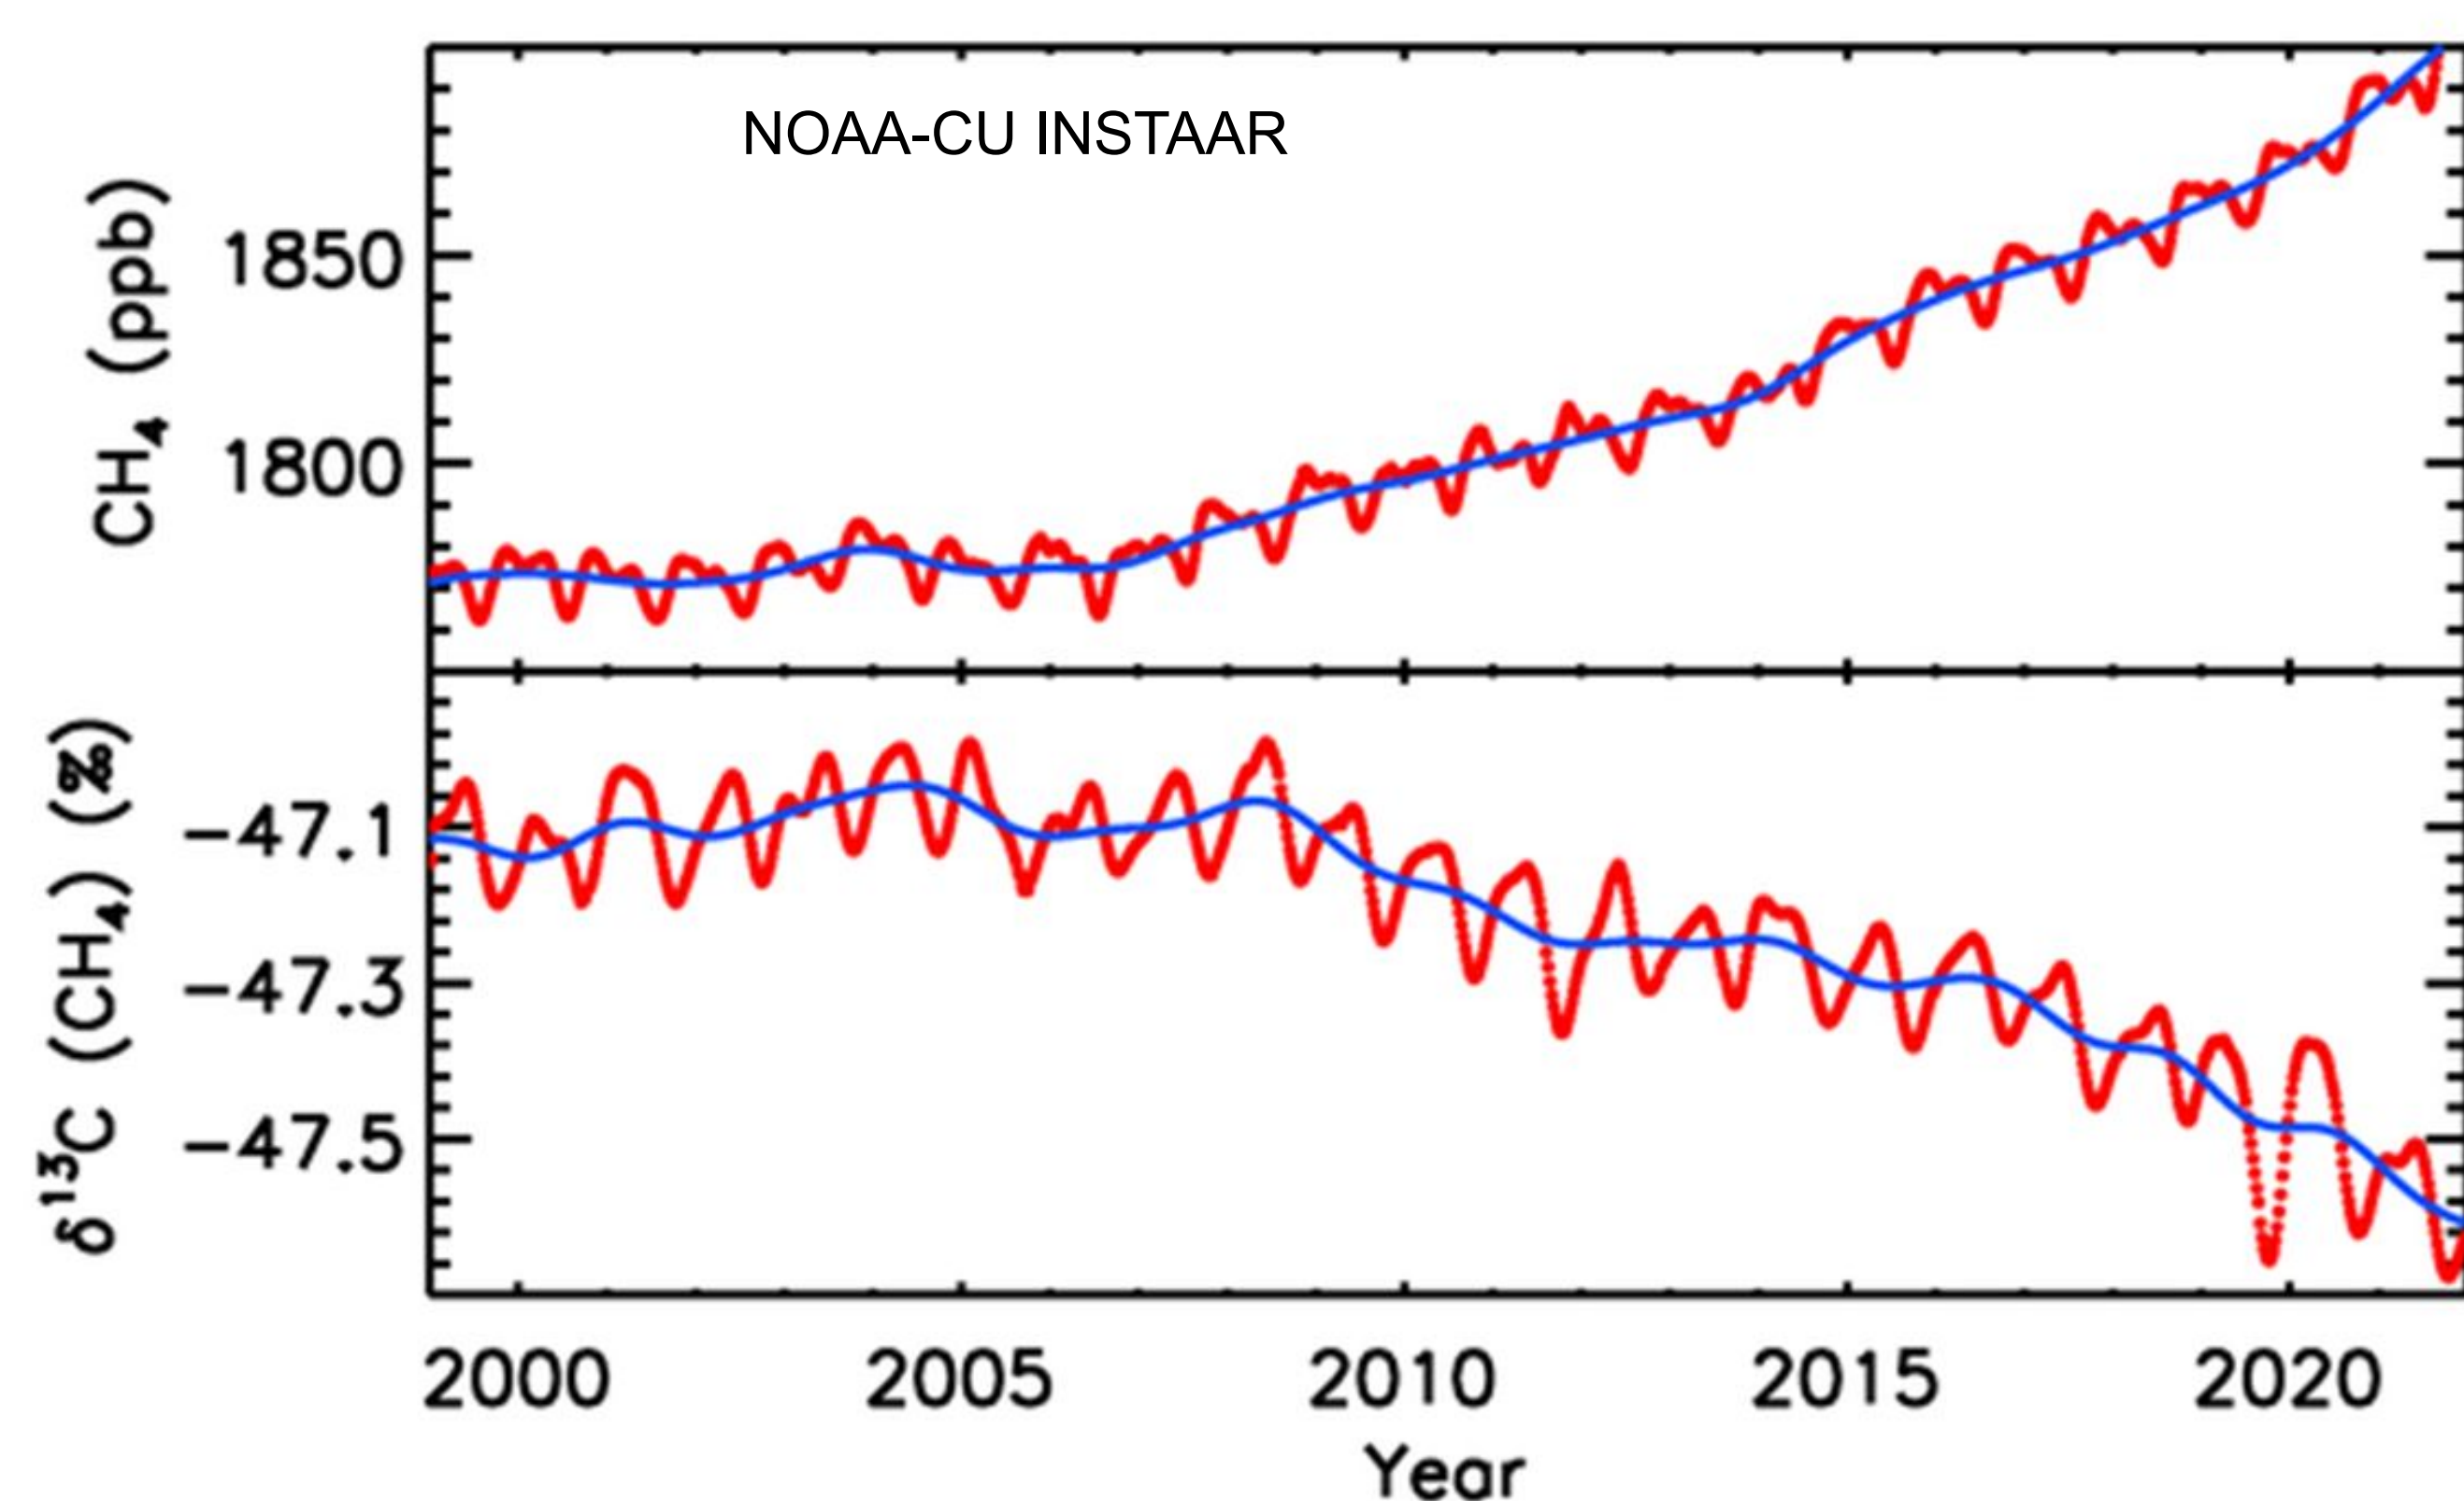 NOAA-CU INSTAAR
CH₄ (ppb)
1850
1800
δ¹³C (CH₄) (‰)
−47.1
−47.3
−47.5
2000 2005 2010 2015 2020
Year